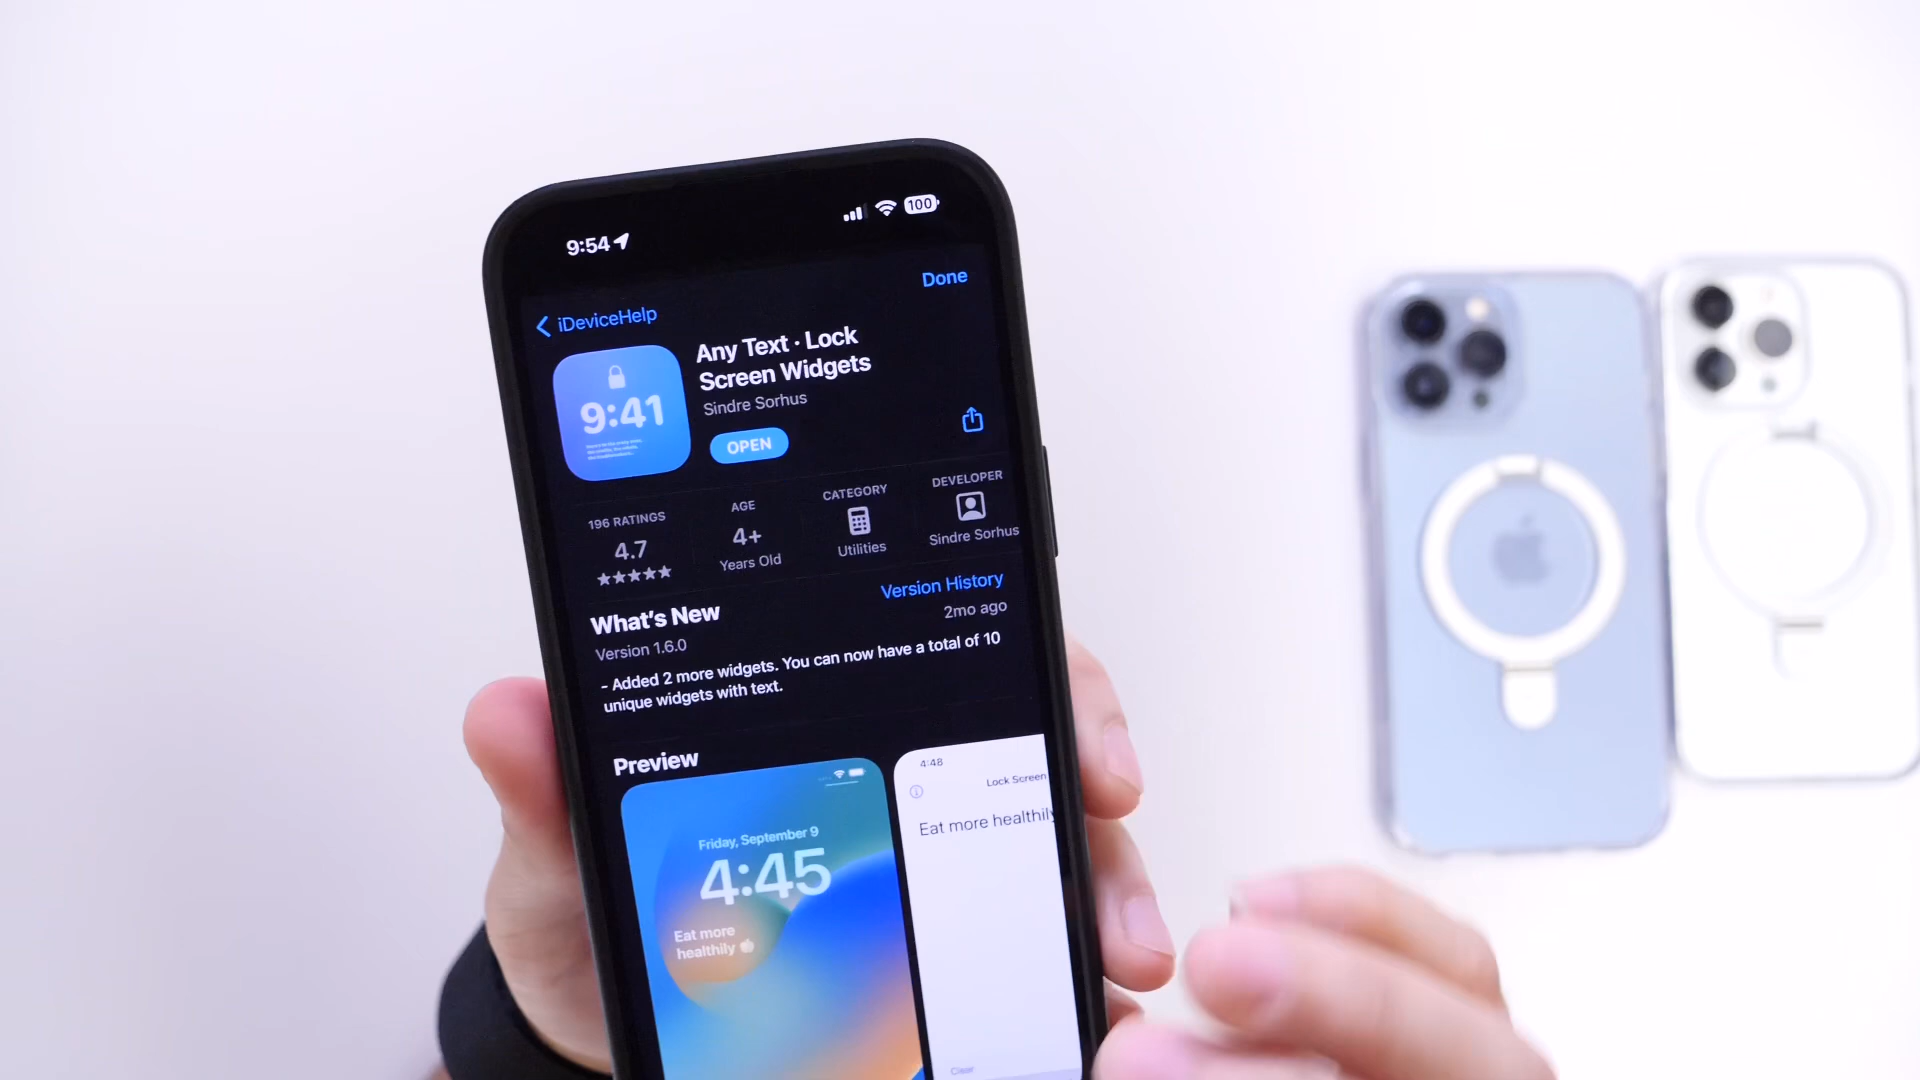 9:54
100
Done
iDeviceHelp
9:41
Any Text · Lock
Screen Widgets
Sindre Sorhus
OPEN
196 RATINGS
4.7
AGE
4+
Years Old
CATEGORY
Utilities
DEVELOPER
Sindre Sorhus
What's New
Version History
Version 1.6.0
2mo ago
- Added 2 more widgets. You can now have a total of 10
unique widgets with text.
Preview
Friday, September 9
4:45
Eat more
healthily
4:48
Lock Screen
Eat more healthily
Clear